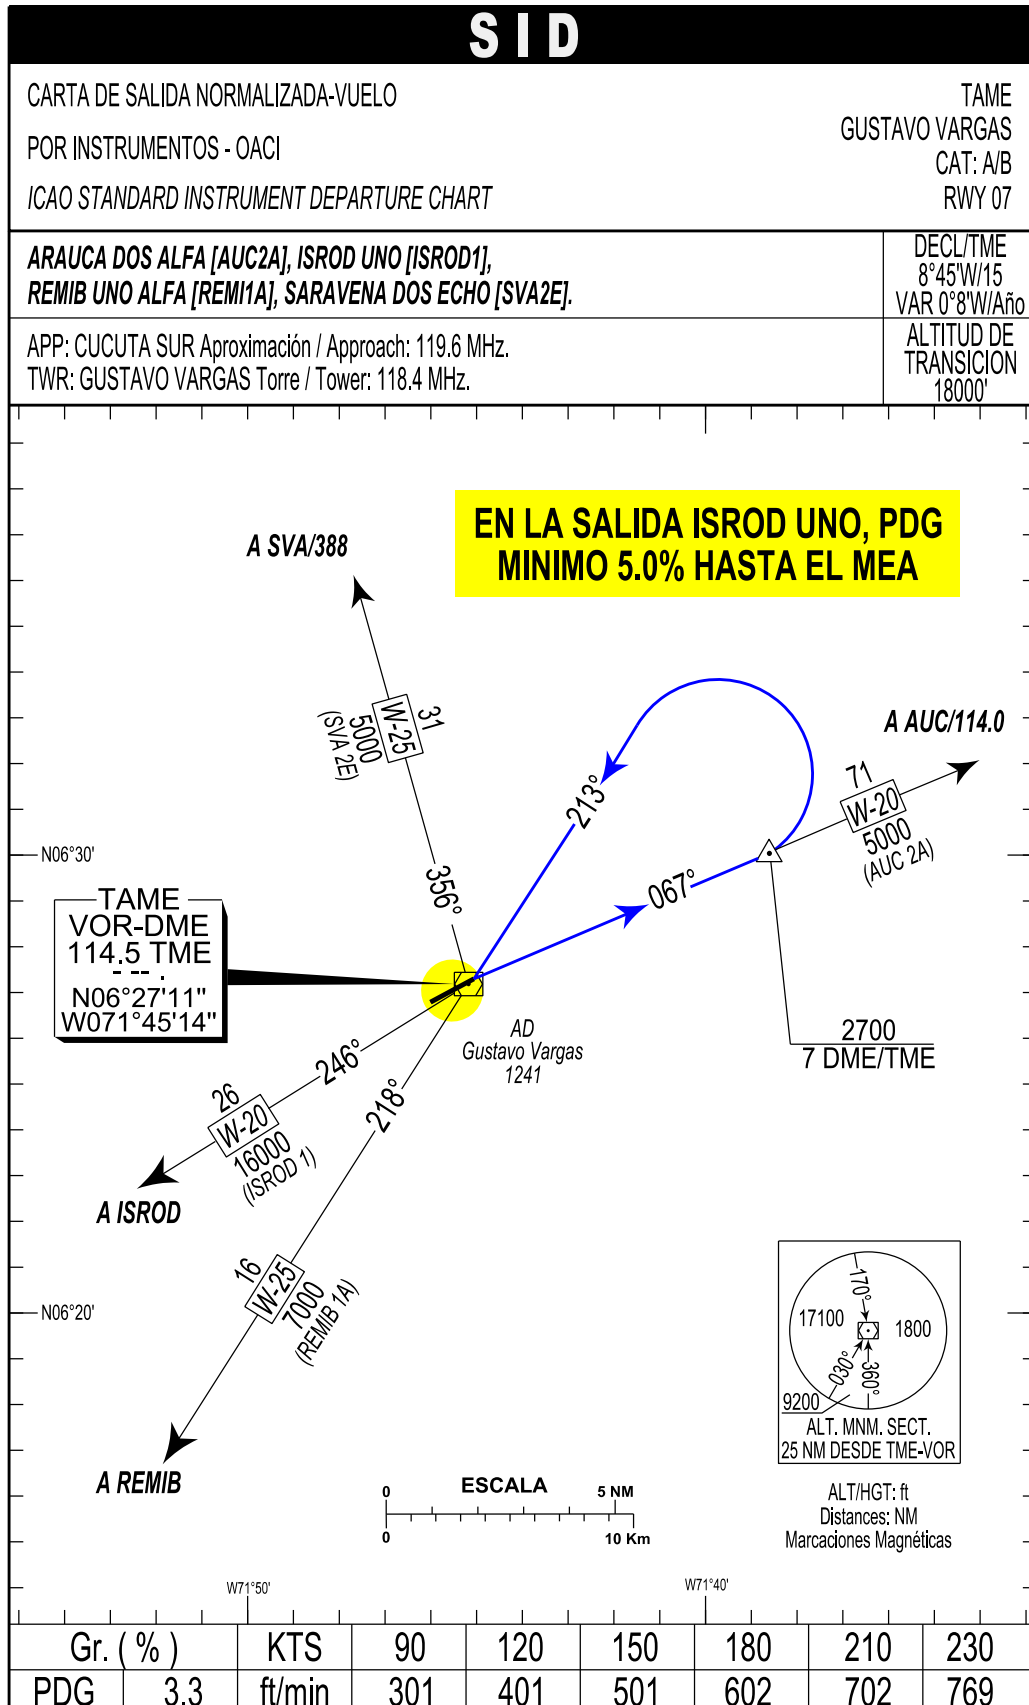 SID
CARTA DE SALIDA NORMALIZADA-VUELO
POR INSTRUMENTOS - OACI
ICAO STANDARD INSTRUMENT DEPARTURE CHART
TAME
GUSTAVO VARGAS
CAT: A/B
RWY 07
ARAUCA DOS ALFA [AUC2A], ISROD UNO [ISROD1],
REMIB UNO ALFA [REMI1A], SARAVENA DOS ECHO [SVA2E].
DECL/TME
8°45'W/15
VAR 0°8'W/Año
APP: CUCUTA SUR Aproximación / Approach: 119.6 MHz.
TWR: GUSTAVO VARGAS Torre / Tower: 118.4 MHz.
ALTITUD DE
TRANSICION
18000'
EN LA SALIDA ISROD UNO, PDG
MINIMO 5.0% HASTA EL MEA
A SVA/388
31
W-25
5000
(SVA 2E)
356°
213°
A AUC/114.0
71
W-20
5000
(AUC 2A)
067°
N06°30'
TAME
VOR-DME
114.5 TME
- -- .
N06°27'11"
W071°45'14"
AD
Gustavo Vargas
1241
2700
7 DME/TME
246°
26
W-20
16000
(ISROD 1)
A ISROD
218°
16
W-25
7000
(REMIB 1A)
A REMIB
N06°20'
170°
17100
1800
030°
360°
9200
ALT. MNM. SECT.
25 NM DESDE TME-VOR
ALT/HGT: ft
Distances: NM
Marcaciones Magnéticas
0 ESCALA 5 NM
0 10 Km
W71°50'
W71°40'
Gr. ( % ) KTS 90 120 150 180 210 230
PDG 3.3 ft/min 301 401 501 602 702 769